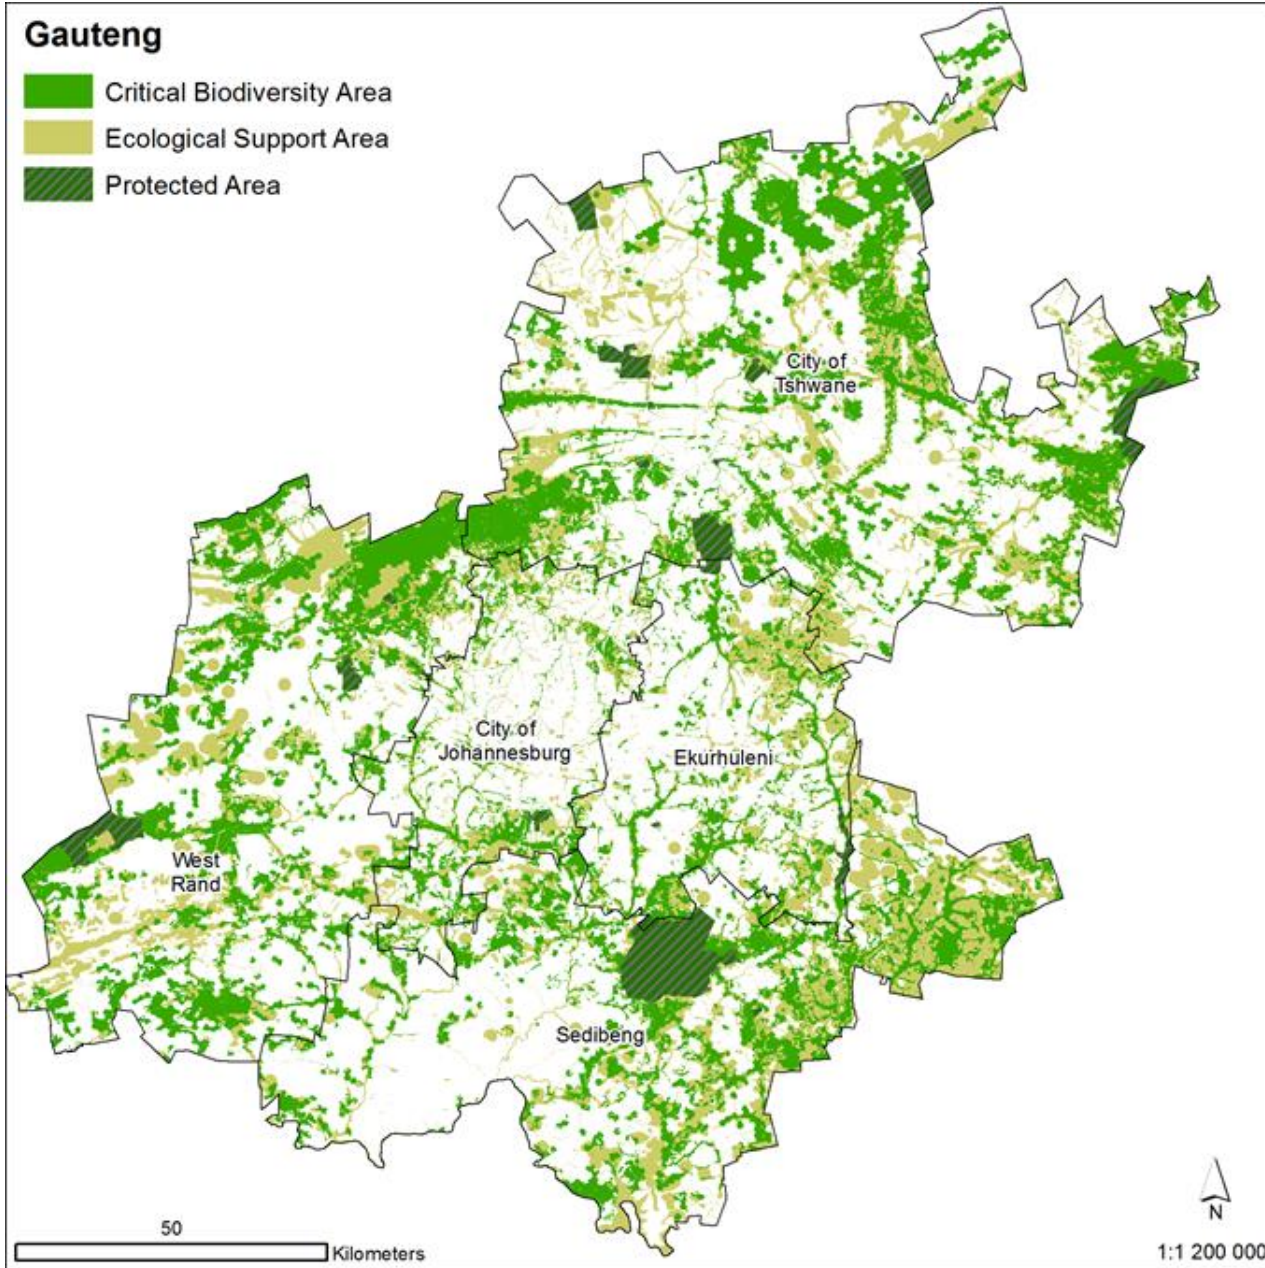 Gauteng
Critical Biodiversity Area
Ecological Support Area
Protected Area
City of
Tshwane
City of
Johannesburg
Ekurhuleni
West
Rand
Sedibeng
50
Kilometers
N
1:1 200 000